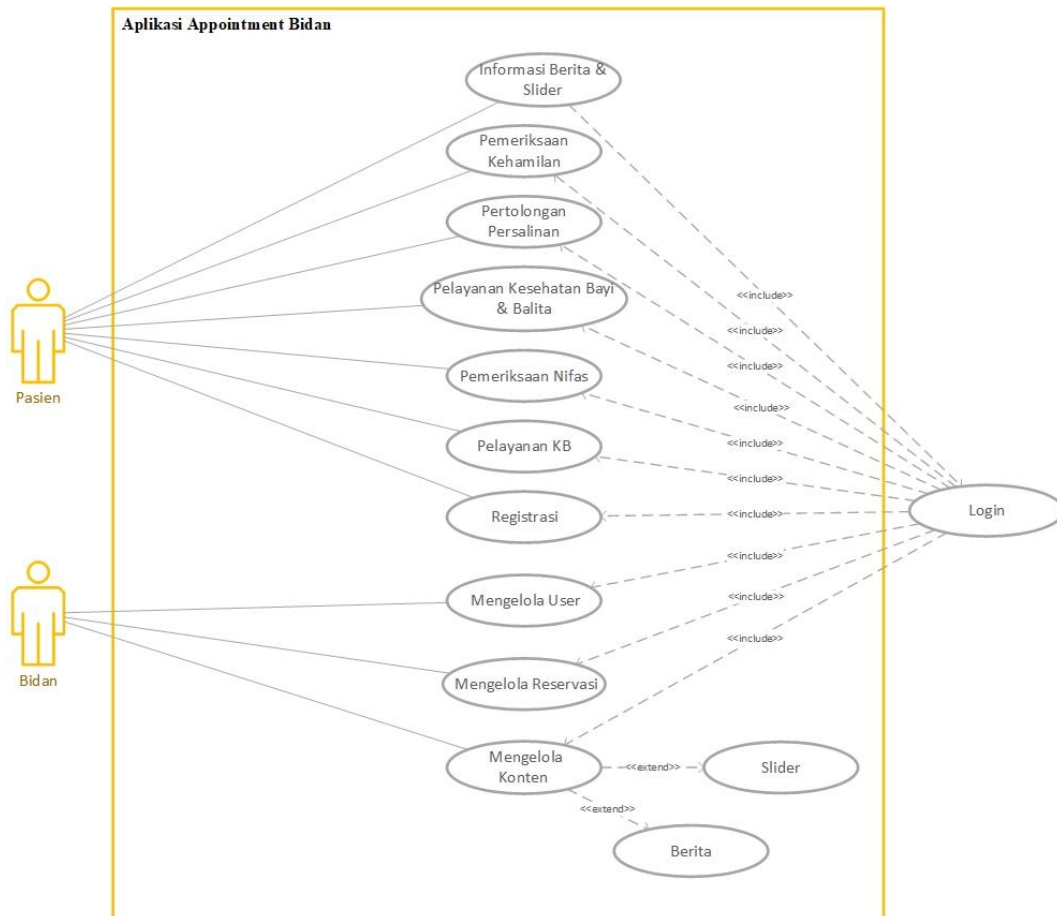 Aplikasi Appointment Bidan
Informasi Berita &
Slider
Pemeriksaan
Kehamilan
Pertolongan
Persalinan
Pelayanan Kesehatan Bayi
& Balita
<<include>>
<<include>>
<<include>>
<<include>>
Pemeriksaan Nifas
Pasien
Pelayanan KB
<<include>>
<<include>>
Registrasi
<<include>>
Login
<<include>>
Mengelola User
<<include>>
<<include>>
Bidan
Mengelola Reservasi
Mengelola
Konten
<<extend>>
Slider
<<extend>>
Berita